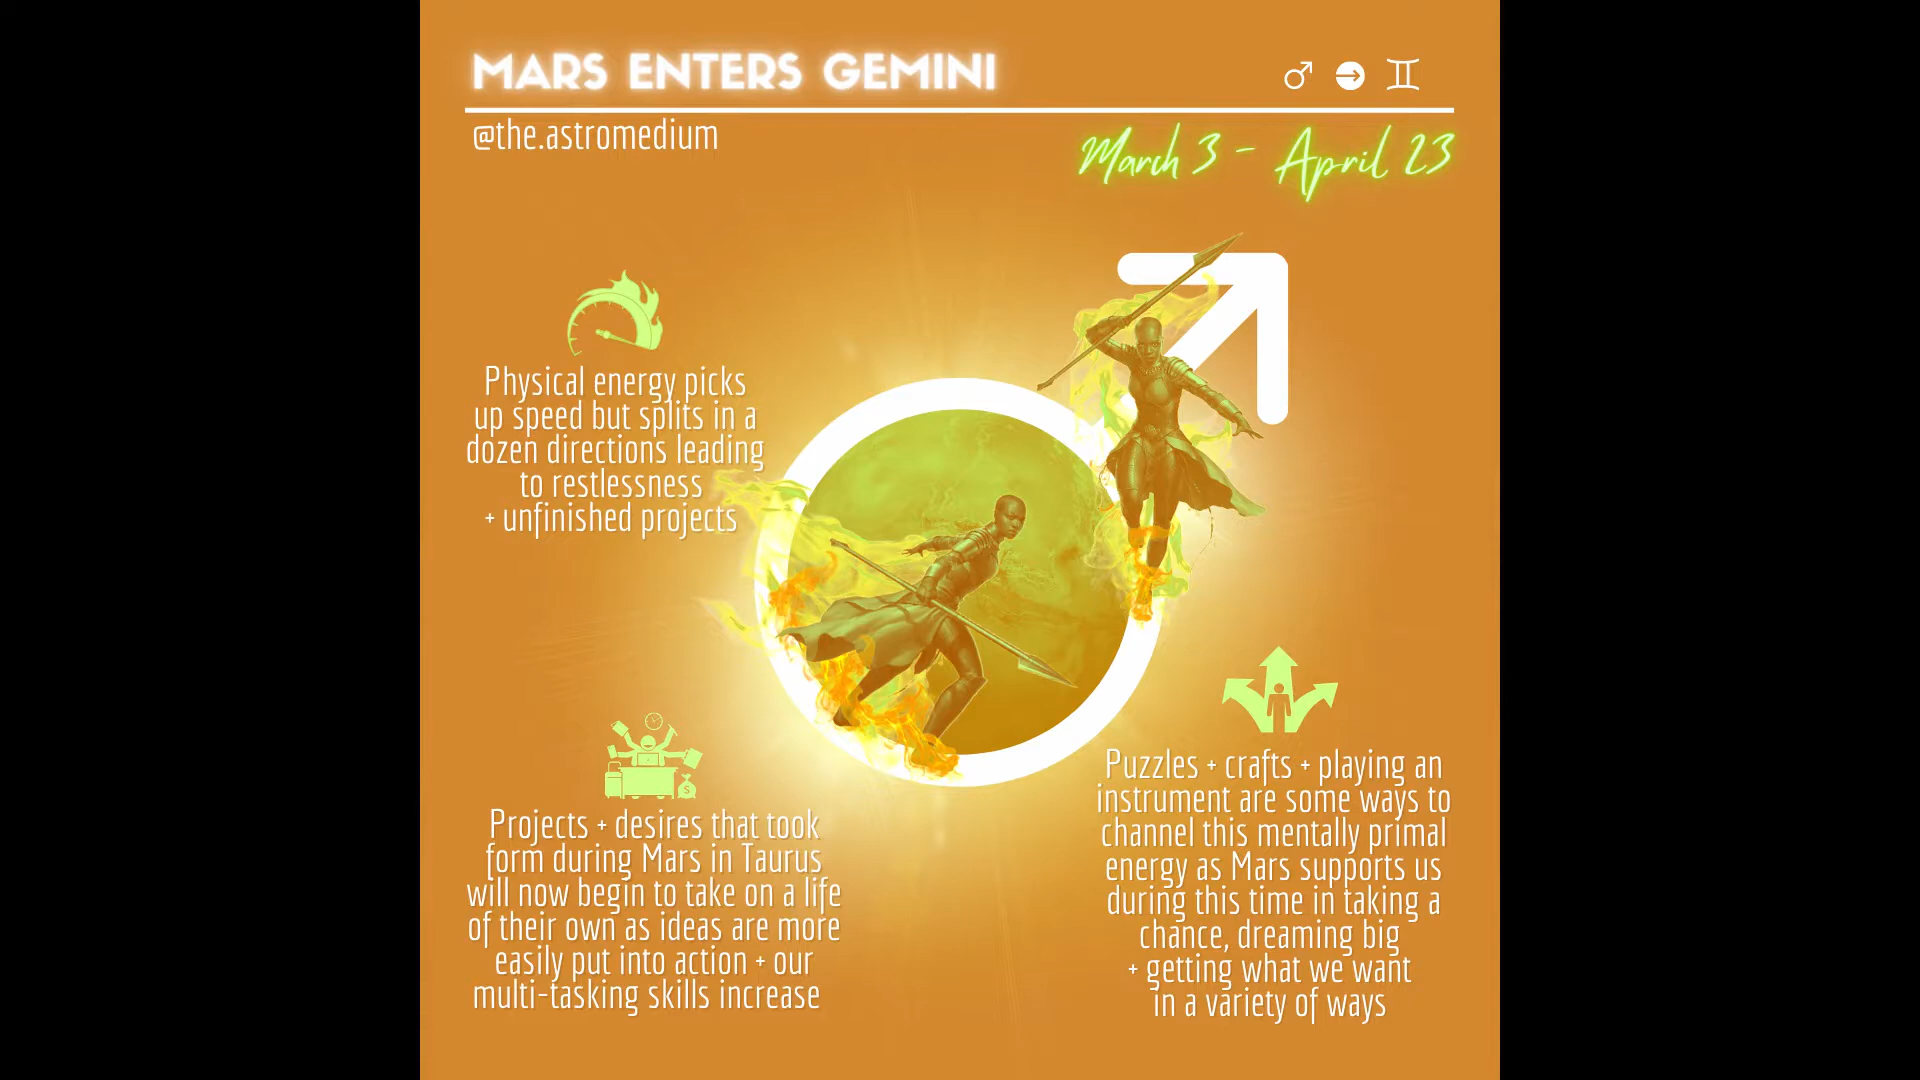 MARS ENTERS GEMINI
♂ ➔ ♊
@the.astromedium
March 3 - April 23
Physical energy picks
up speed but splits in a
dozen directions leading
to restlessness
+ unfinished projects
Projects + desires that took
form during Mars in Taurus
will now begin to take on a life
of their own as ideas are more
easily put into action + our
multi-tasking skills increase
Puzzles + crafts + playing an
instrument are some ways to
channel this mentally primal
energy as Mars supports us
during this time in taking a
chance, dreaming big
+ getting what we want
in a variety of ways